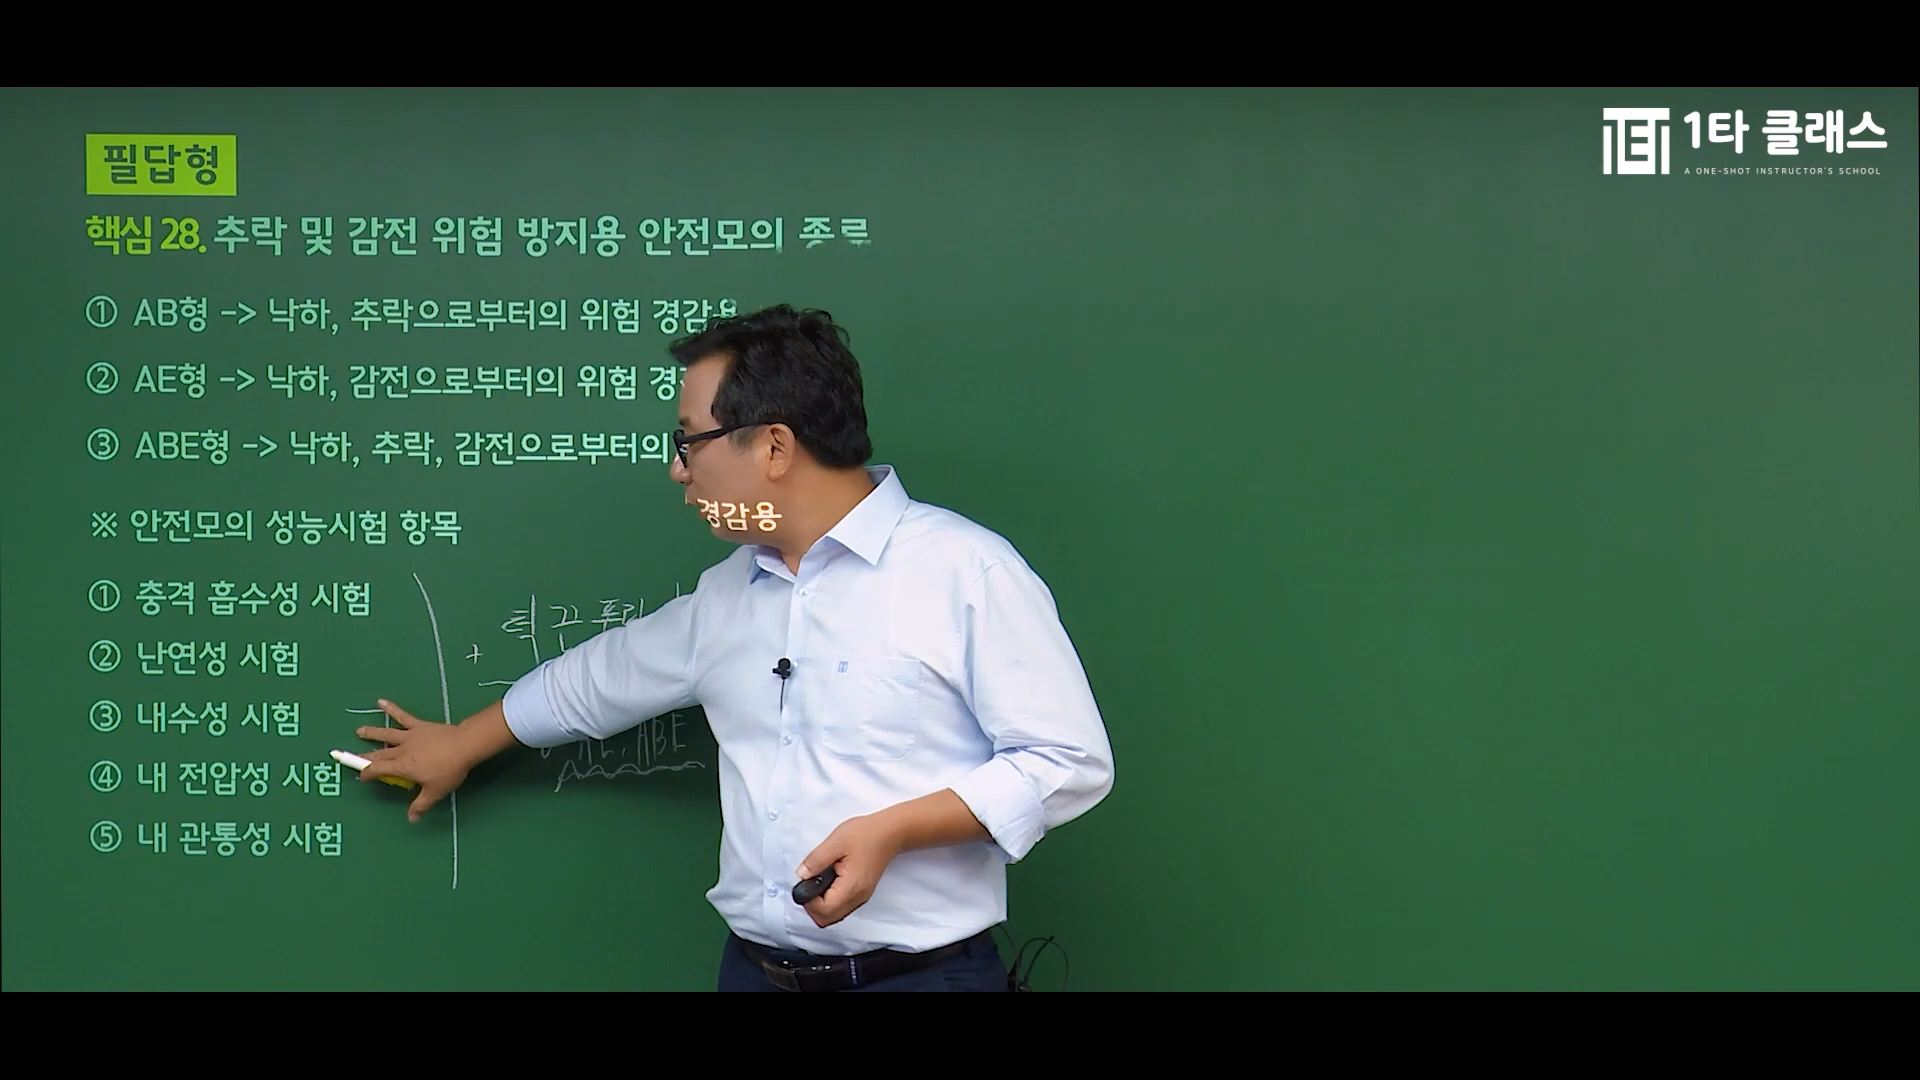 1타 클래스
A ONE-SHOT INSTRUCTOR'S SCHOOL
필답형
핵심 28. 추락 및 감전 위험 방지용 안전모의 종류
① AB형 -> 낙하, 추락으로부터의 위험 경감용
② AE형 -> 낙하, 감전으로부터의 위험
③ ABE형 -> 낙하, 추락, 감전으로부터의
경감용
※ 안전모의 성능시험 항목
① 충격 흡수성 시험
② 난연성 시험
③ 내수성 시험
④ 내 전압성 시험
⑤ 내 관통성 시험
+ 턱끈풀림
AE, ABE